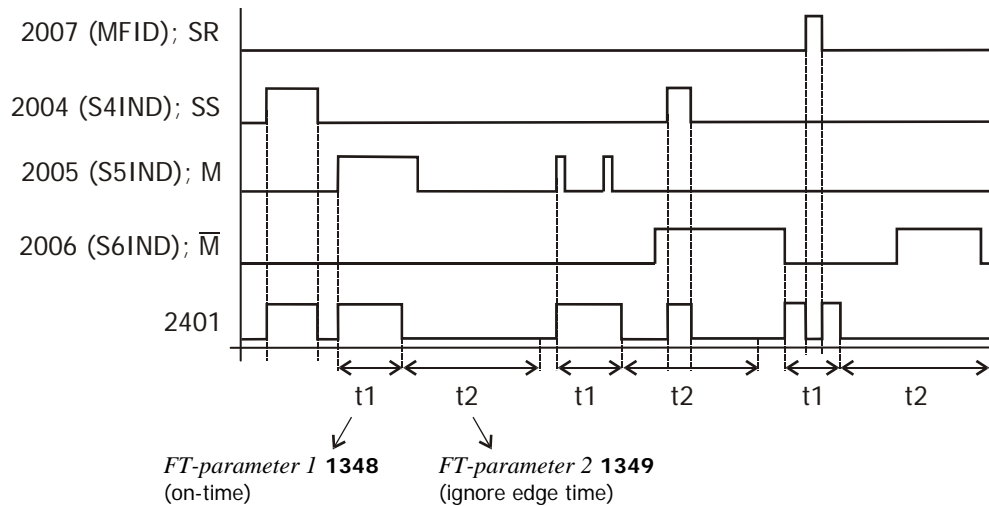 2007 (MFID); SR
2004 (S4IND); SS
2005 (S5IND); M
2006 (S6IND); M̅
2401
t1 t2 t1 t2 t1 t2
FT-parameter 1 1348 FT-parameter 2 1349
(on-time) (ignore edge time)